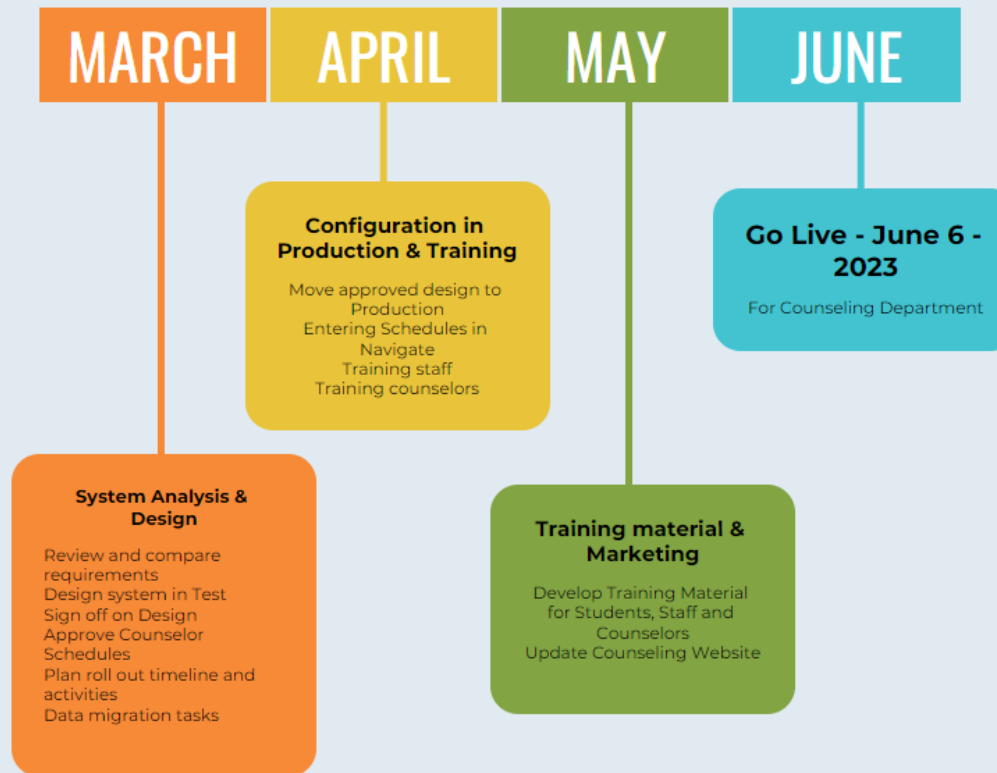 MARCH
APRIL
MAY
JUNE
System Analysis &
Design
Review and compare
requirements
Design system in Test
Sign off on Design
Approve Counselor
Schedules
Plan roll out timeline and
activities
Data migration tasks
Configuration in
Production & Training
Move approved design to
Production
Entering Schedules in
Navigate
Training staff
Training counselors
Training material &
Marketing
Develop Training Material
for Students, Staff and
Counselors
Update Counseling Website
Go Live - June 6 -
2023
For Counseling Department